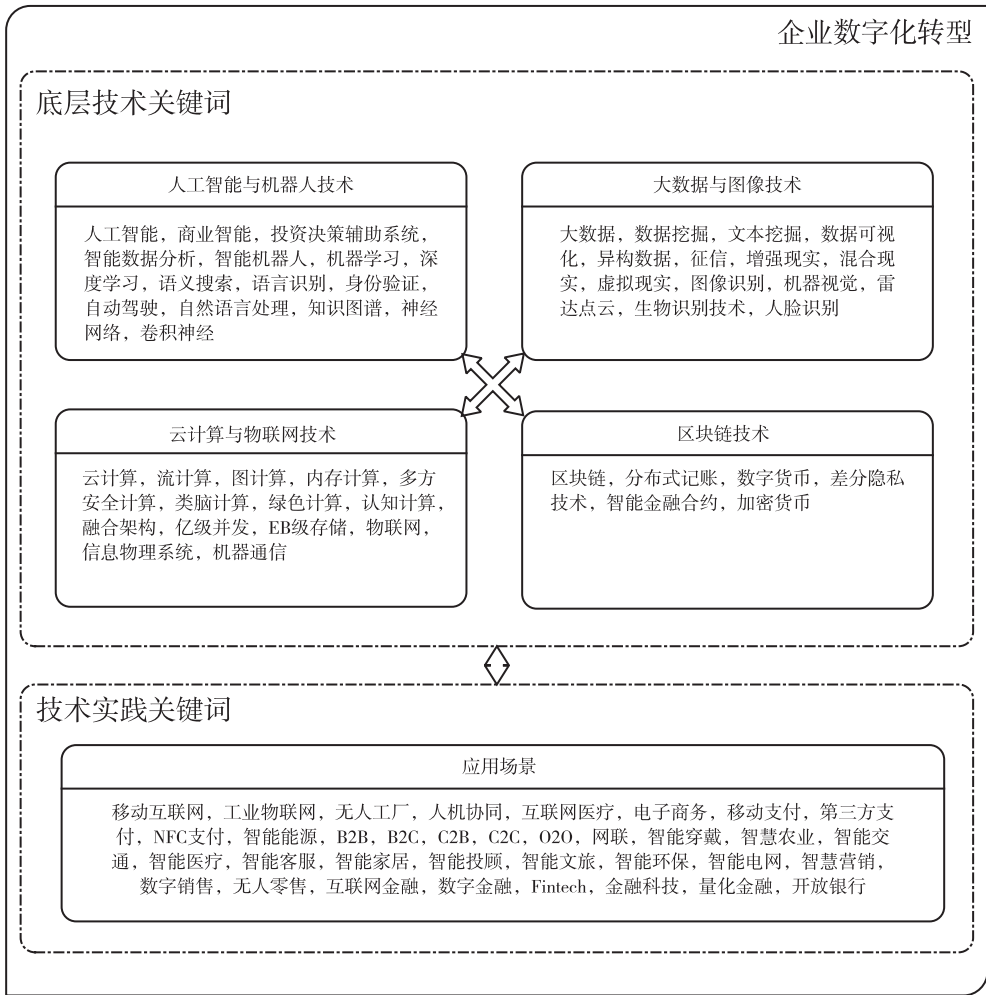 企业数字化转型
底层技术关键词
人工智能与机器人技术
人工智能，商业智能，投资决策辅助系统，
智能数据分析，智能机器人，机器学习，深
度学习，语义搜索，语言识别，身份验证，
自动驾驶，自然语言处理，知识图谱，神经
网络，卷积神经
大数据与图像技术
大数据，数据挖掘，文本挖掘，数据可视
化，异构数据，征信，增强现实，混合现
实，虚拟现实，图像识别，机器视觉，雷
达点云，生物识别技术，人脸识别
云计算与物联网技术
云计算，流计算，图计算，内存计算，多方
安全计算，类脑计算，绿色计算，认知计算，
融合架构，亿级并发，EB级存储，物联网，
信息物理系统，机器通信
区块链技术
区块链，分布式记账，数字货币，差分隐私
技术，智能金融合约，加密货币
技术实践关键词
应用场景
移动互联网，工业物联网，无人工厂，人机协同，互联网医疗，电子商务，移动支付，第三方支
付，NFC支付，智能能源，B2B，B2C，C2B，C2C，O2O，网联，智能穿戴，智慧农业，智能交
通，智能医疗，智能客服，智能家居，智能投顾，智能文旅，智能环保，智能电网，智慧营销，
数字销售，无人零售，互联网金融，数字金融，Fintech，金融科技，量化金融，开放银行